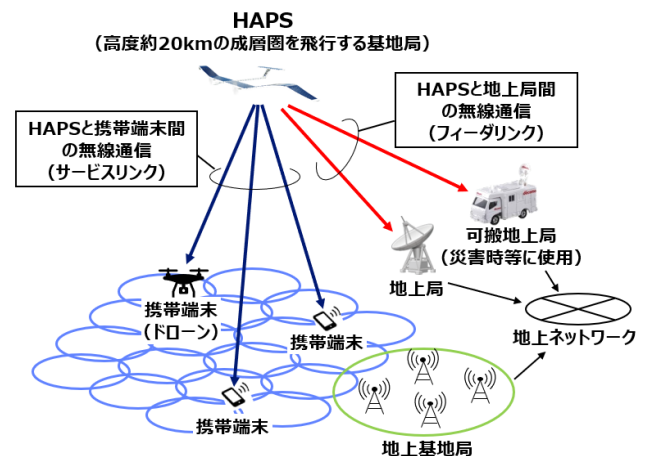 HAPS
（高度約20kmの成層圏を飛行する基地局）
HAPSと地上局間
の無線通信
（フィーダリンク）
HAPSと携帯端末間
の無線通信
（サービスリンク）
可搬地上局
（災害時等に使用）
地上局
携帯端末
（ドローン）
携帯端末
地上ネットワーク
携帯端末
地上基地局